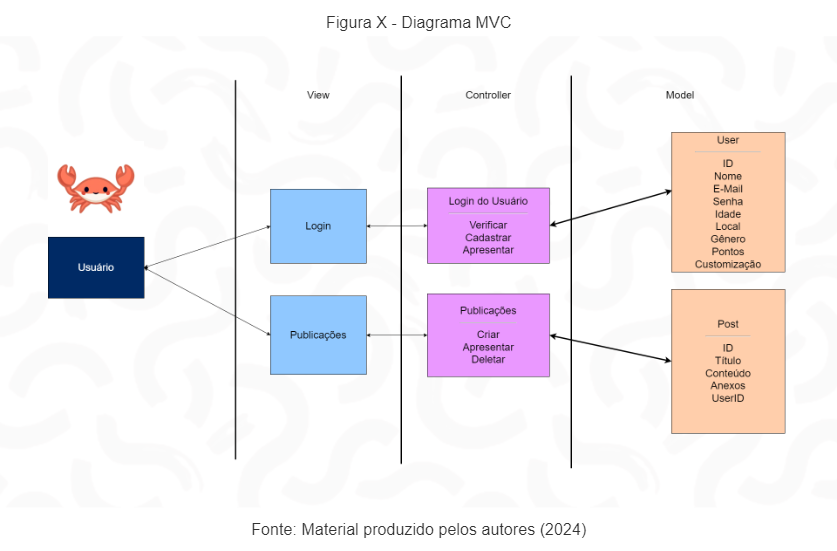 Figura X - Diagrama MVC
View
Controller
Model
Usuário
Login
Publicações
Login do Usuário
Verificar
Cadastrar
Apresentar
Publicações
Criar
Apresentar
Deletar
User
ID
Nome
E-Mail
Senha
Idade
Local
Gênero
Pontos
Customização
Post
ID
Título
Conteúdo
Anexos
UserID
Fonte: Material produzido pelos autores (2024)